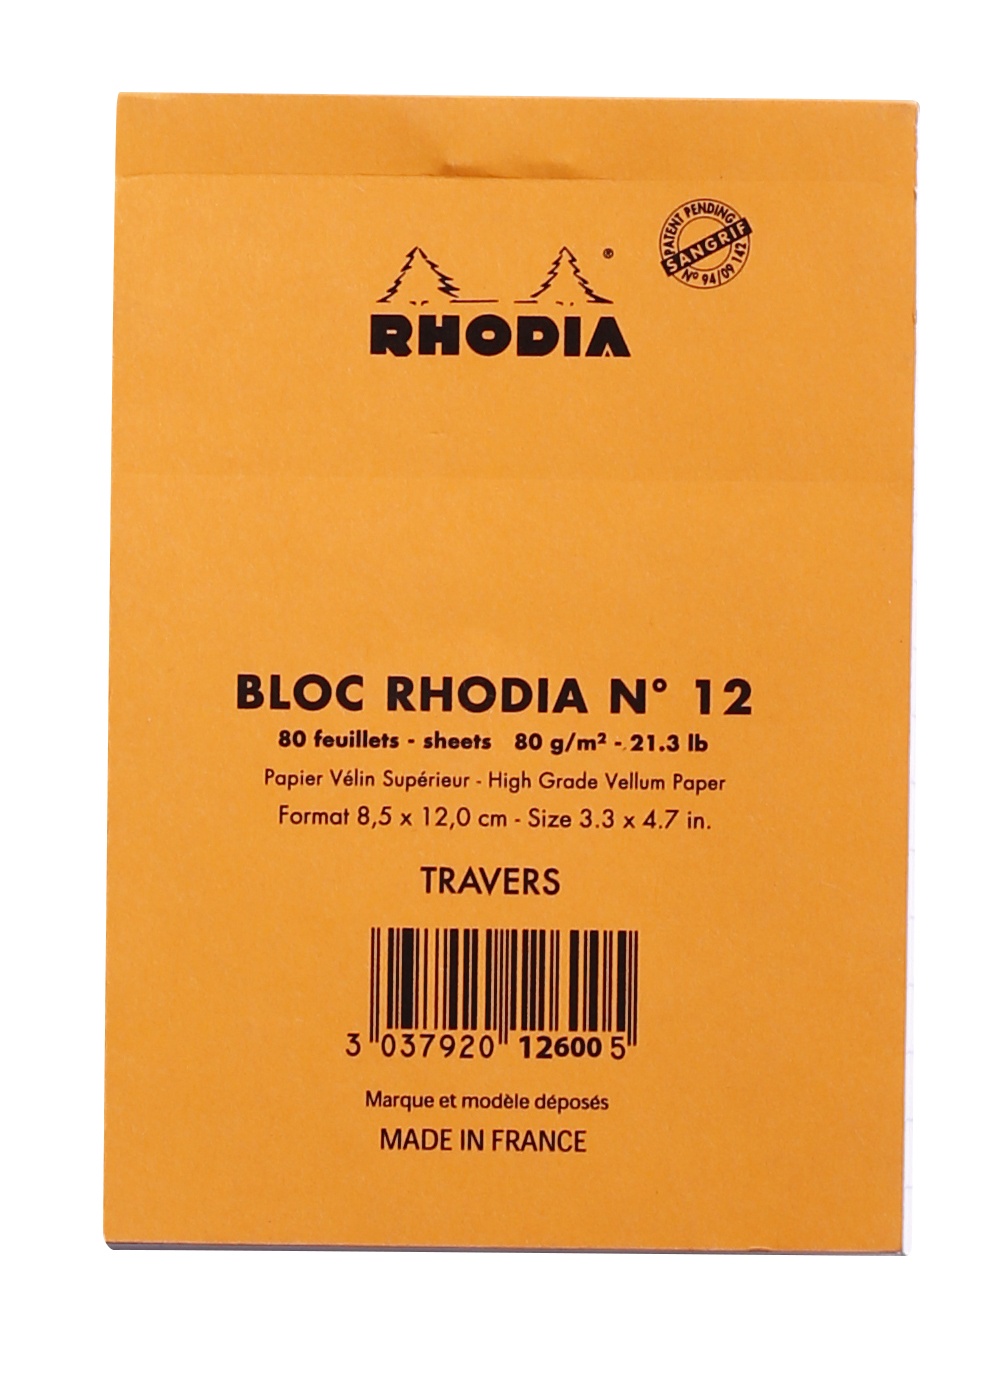 PATENT PENDING
SANGRIF
Nº 94/09 142
®
RHODIA
BLOC RHODIA N° 12
80 feuillets - sheets 80 g/m² - 21.3 lb
Papier Vélin Supérieur - High Grade Vellum Paper
Format 8,5 x 12,0 cm - Size 3.3 x 4.7 in.
TRAVERS
3 037920 126005
Marque et modèle déposés
MADE IN FRANCE